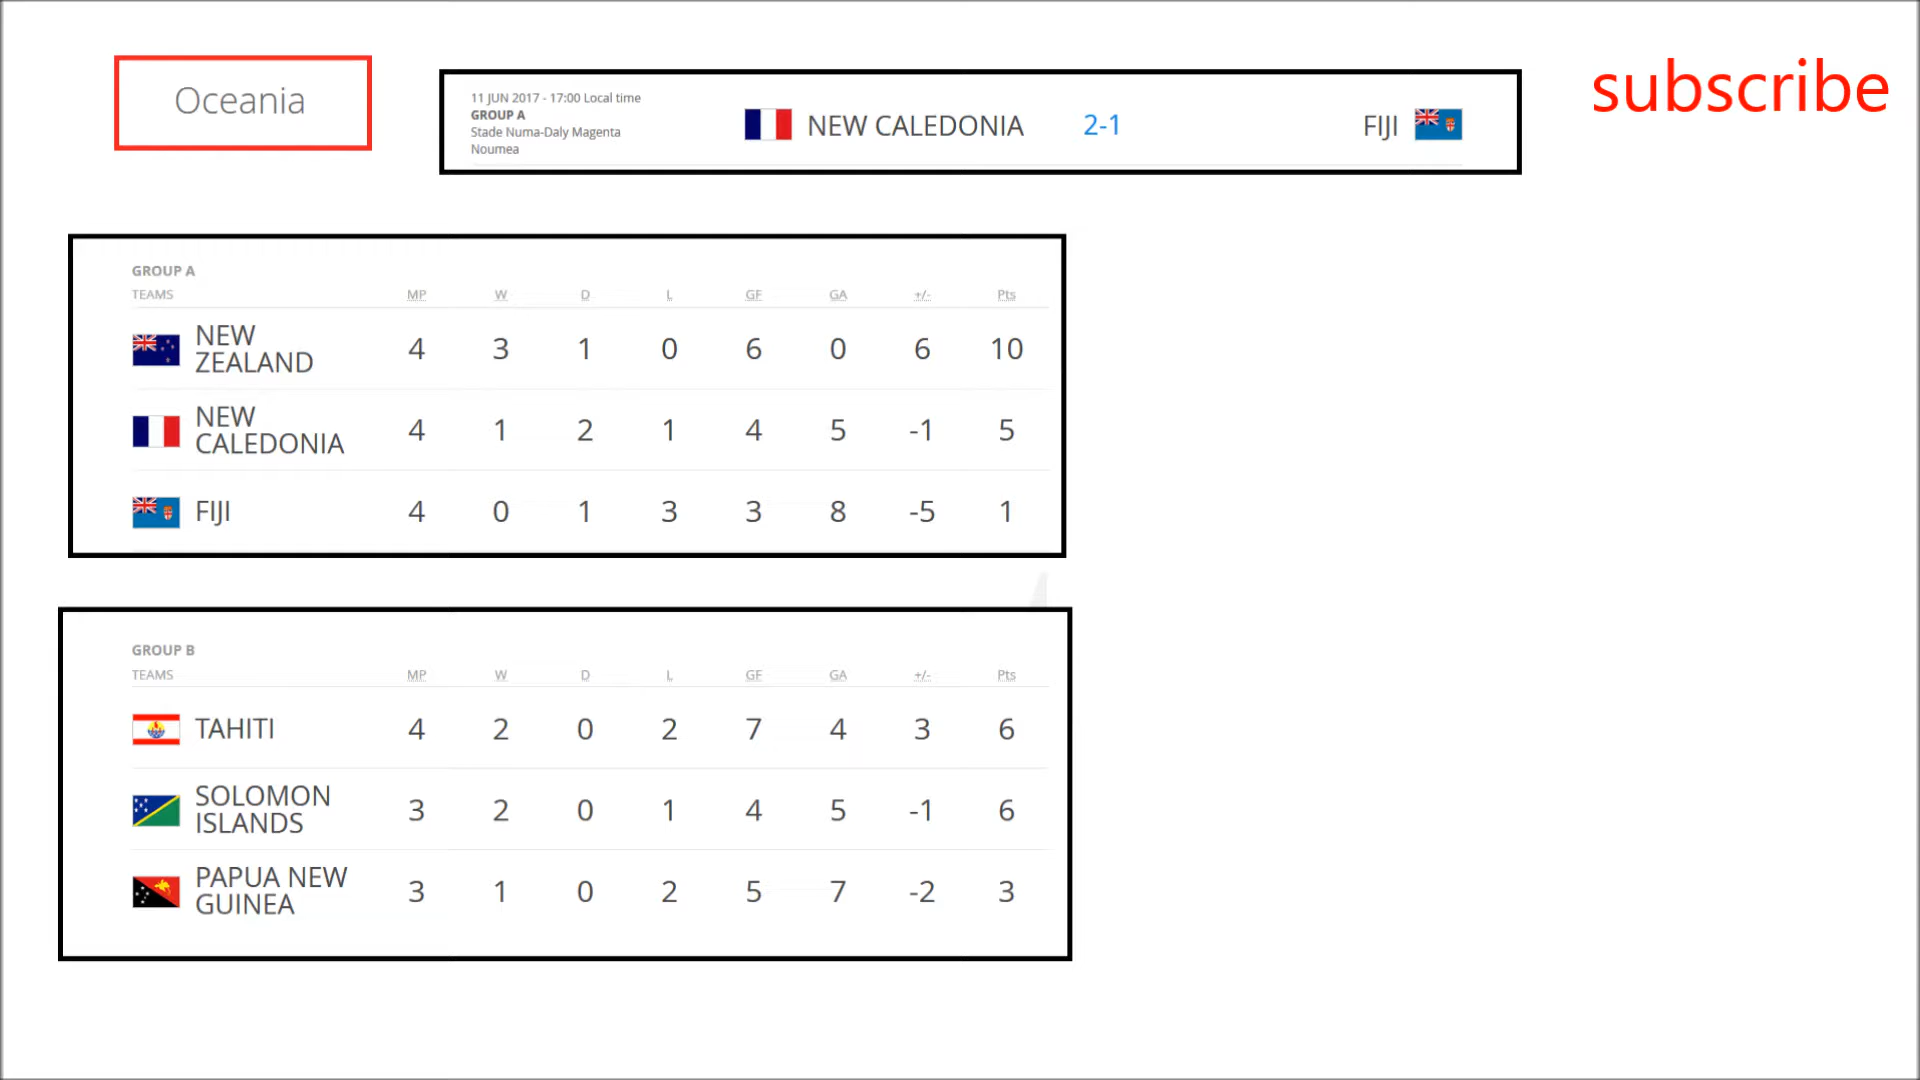 Oceania
subscribe
11 JUN 2017 - 17:00 Local time
GROUP A
Stade Numa-Daly Magenta
Noumea
NEW CALEDONIA 2-1 FIJI
GROUP A
TEAMS MP W D L GF GA +/- Pts
NEW ZEALAND 4 3 1 0 6 0 6 10
NEW CALEDONIA 4 1 2 1 4 5 -1 5
FIJI 4 0 1 3 3 8 -5 1
GROUP B
TEAMS MP W D L GF GA +/- Pts
TAHITI 4 2 0 2 7 4 3 6
SOLOMON ISLANDS 3 2 0 1 4 5 -1 6
PAPUA NEW GUINEA 3 1 0 2 5 7 -2 3